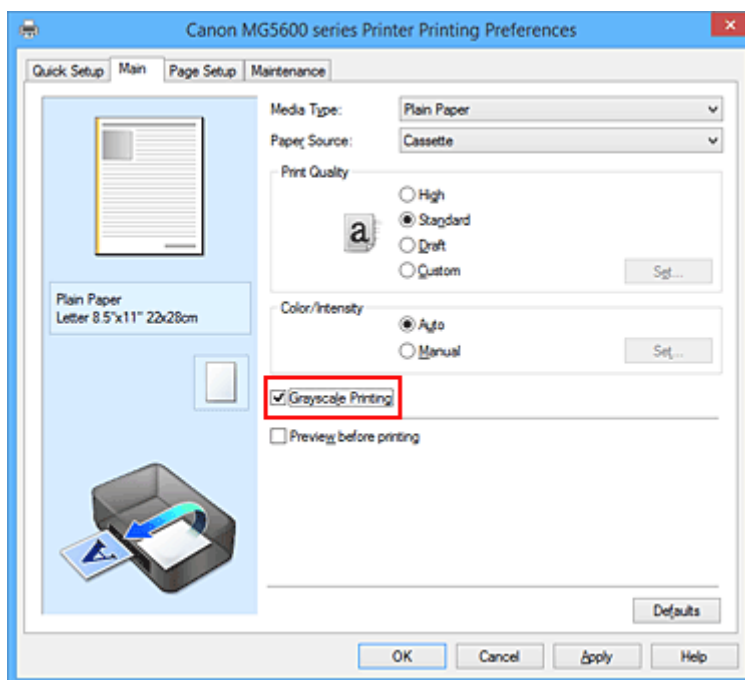 Canon MG5600 series Printer Printing Preferences
Quick Setup Main Page Setup Maintenance
Media Type: Plain Paper
Paper Source: Cassette
Print Quality
High
a Standard
Draft
Custom Set...
Plain Paper
Letter 8.5"x11" 22x28cm
Color/Intensity
Auto
Manual Set...
Grayscale Printing
Preview before printing
A
Defaults
OK Cancel Apply Help